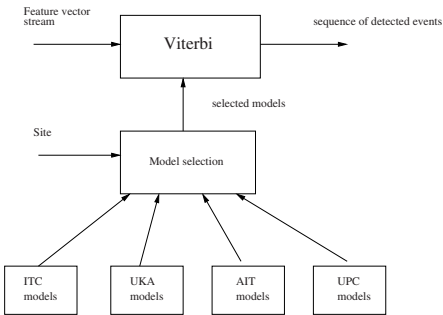 Feature vector
stream
Viterbi
sequence of detected events
selected models
Site
Model selection
ITC
models
UKA
models
AIT
models
UPC
models